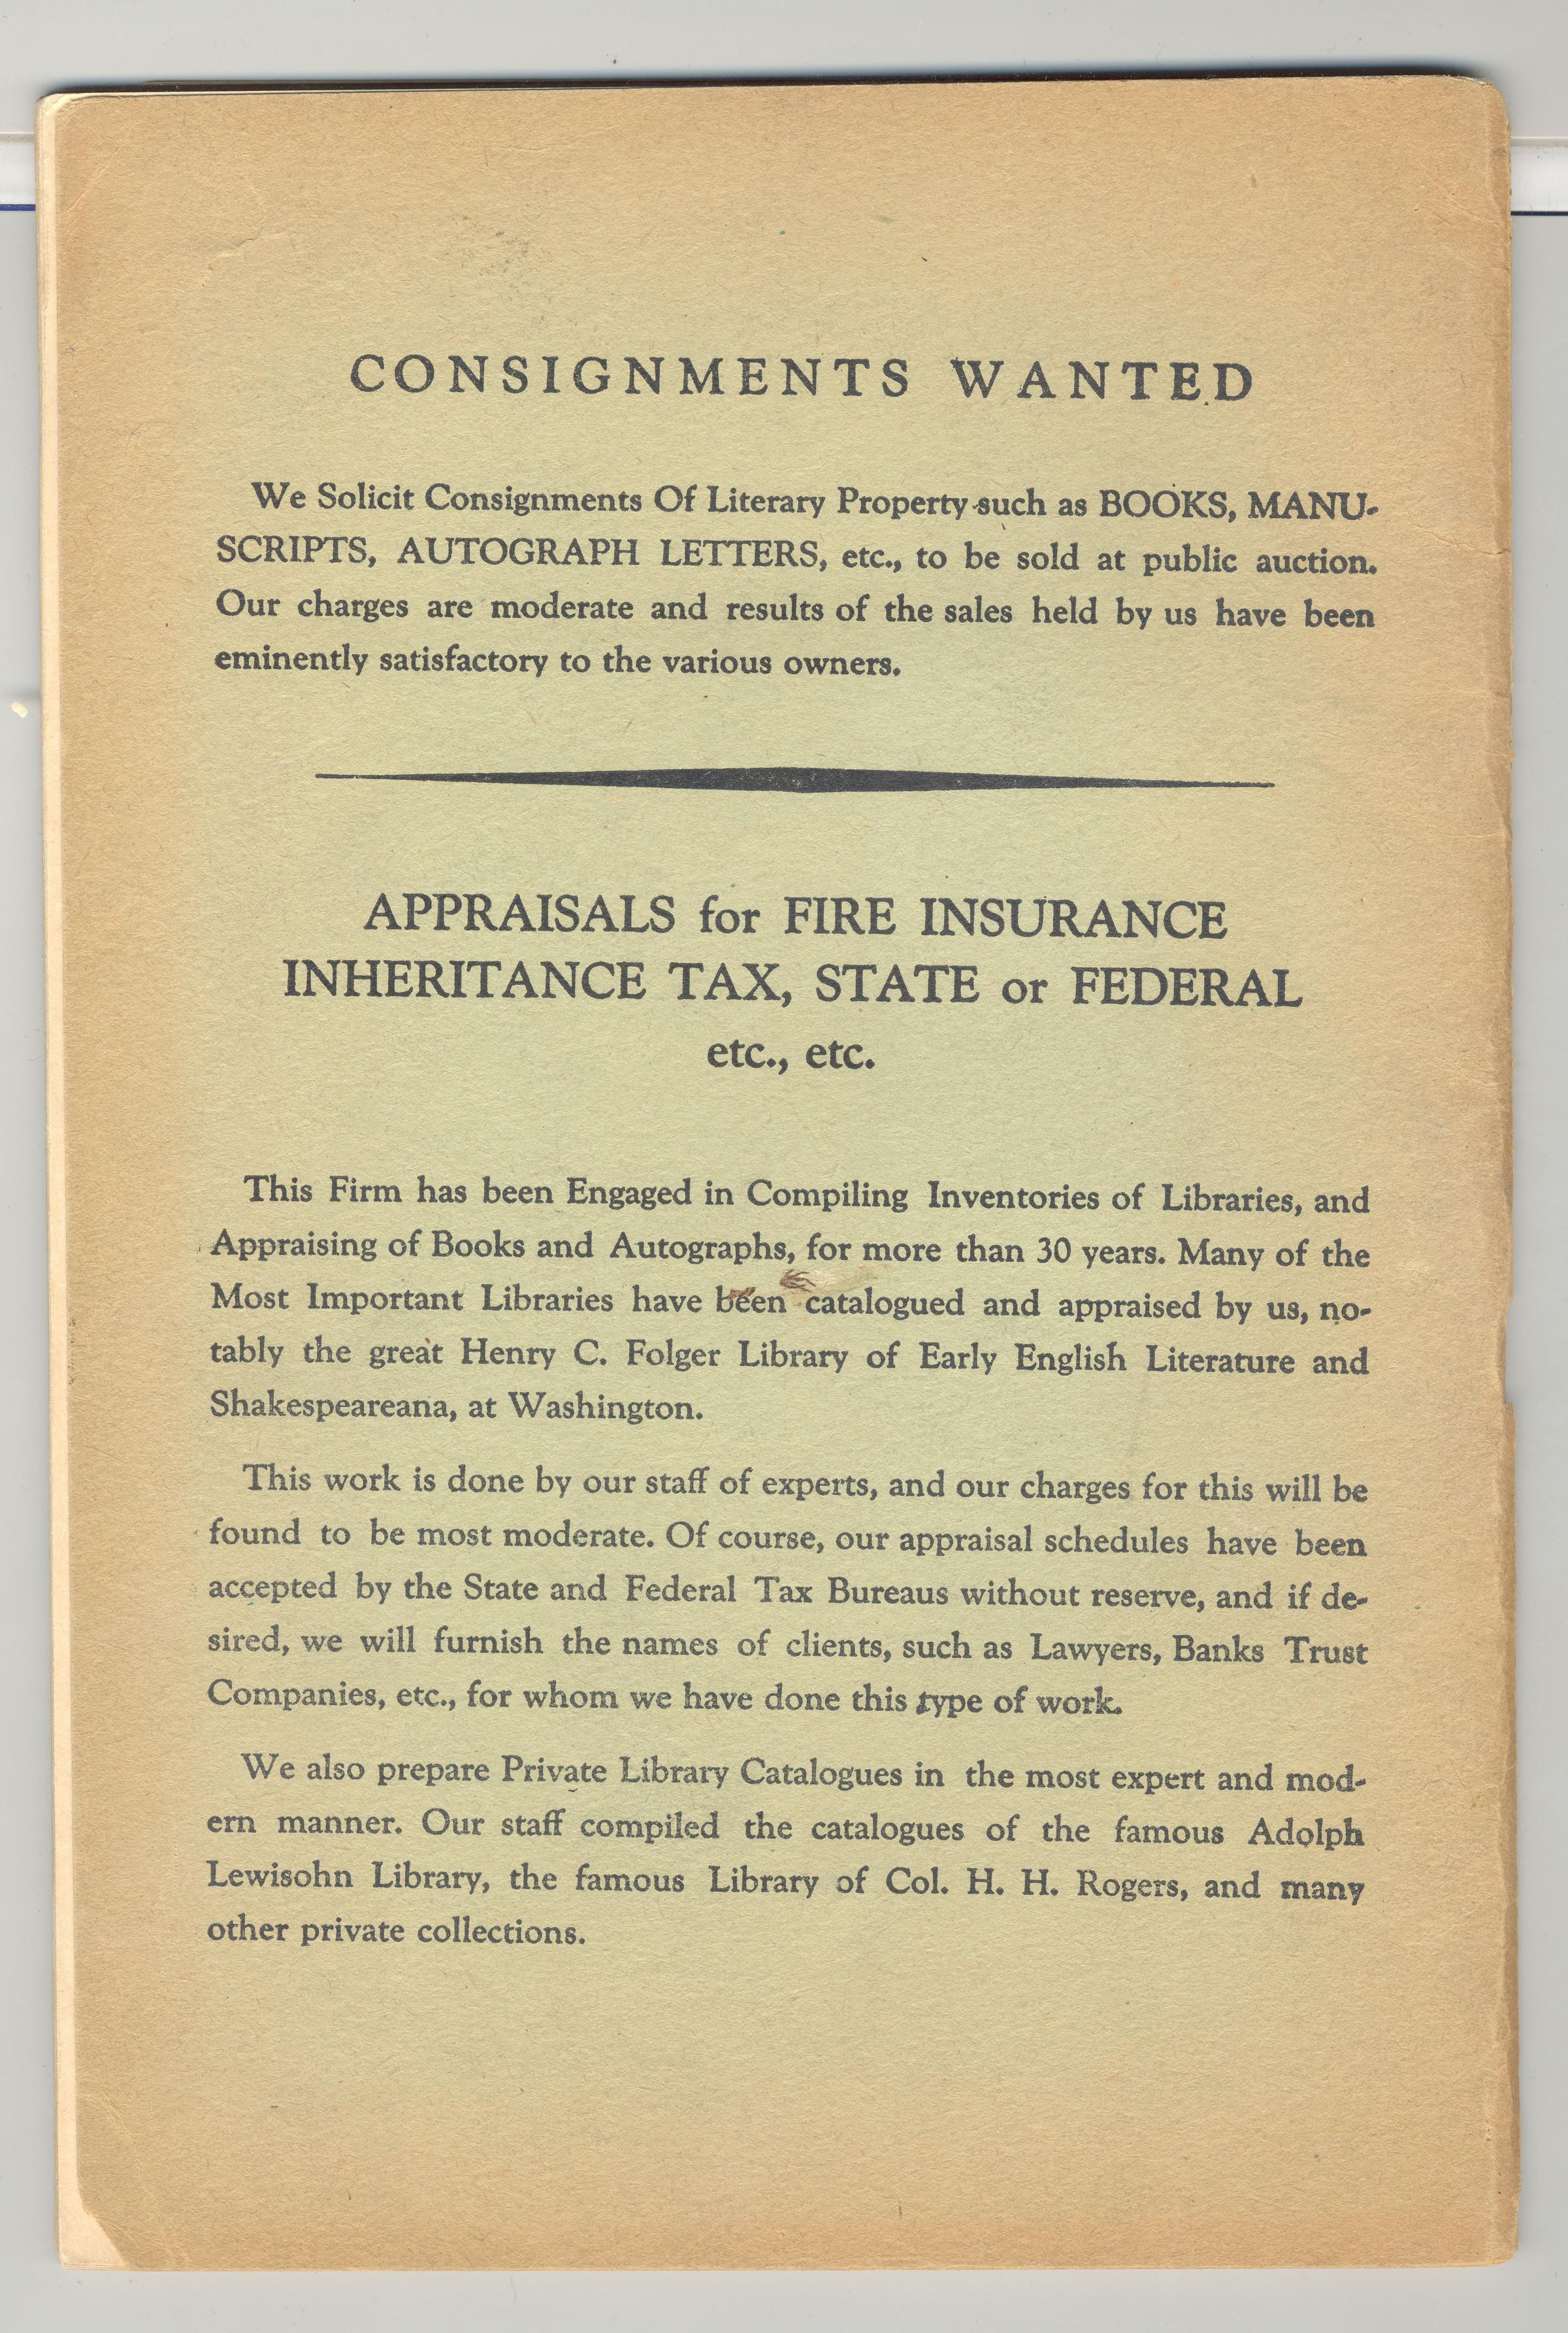 CONSIGNMENTS WANTED
We Solicit Consignments Of Literary Property such as BOOKS, MANU-
SCRIPTS, AUTOGRAPH LETTERS, etc., to be sold at public auction.
Our charges are moderate and results of the sales held by us have been
eminently satisfactory to the various owners.
APPRAISALS for FIRE INSURANCE
INHERITANCE TAX, STATE or FEDERAL
etc., etc.
This Firm has been Engaged in Compiling Inventories of Libraries, and
Appraising of Books and Autographs, for more than 30 years. Many of the
Most Important Libraries have been catalogued and appraised by us, no-
tably the great Henry C. Folger Library of Early English Literature and
Shakespeareana, at Washington.
This work is done by our staff of experts, and our charges for this will be
found to be most moderate. Of course, our appraisal schedules have been
accepted by the State and Federal Tax Bureaus without reserve, and if de-
sired, we will furnish the names of clients, such as Lawyers, Banks Trust
Companies, etc., for whom we have done this type of work.
We also prepare Private Library Catalogues in the most expert and mod-
ern manner. Our staff compiled the catalogues of the famous Adolph
Lewisohn Library, the famous Library of Col. H. H. Rogers, and many
other private collections.